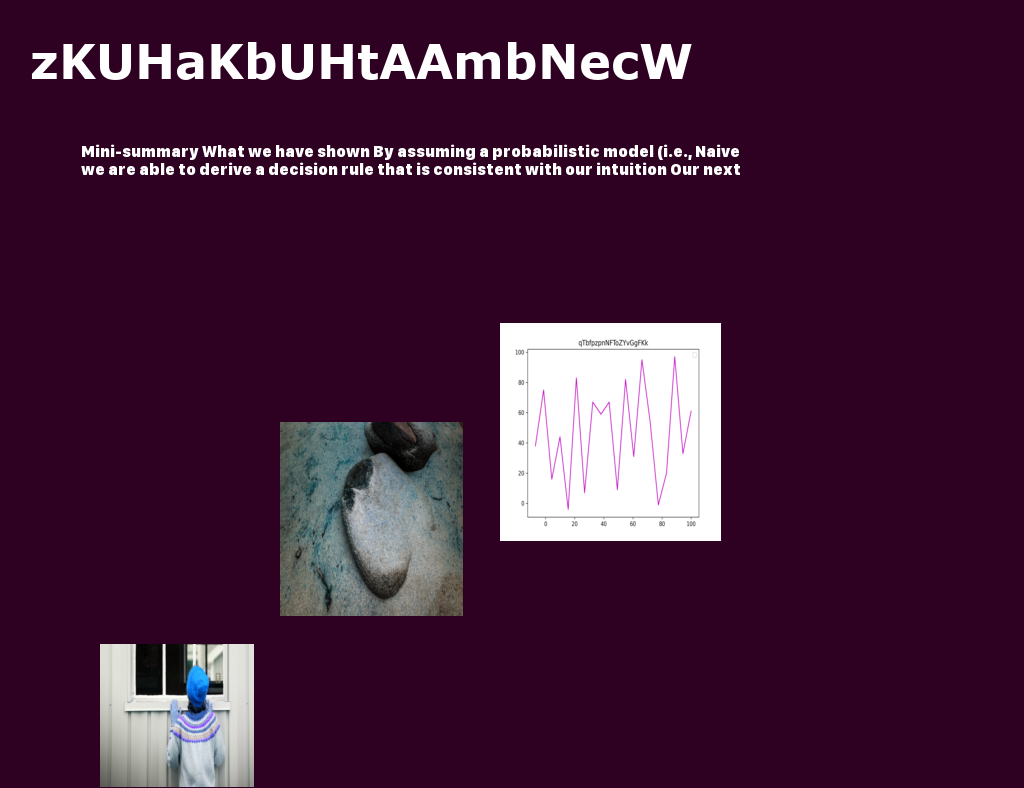 zKUHaKbUHtAAmbNecW
Mini-summary What we have shown By assuming a probabilistic model (i.e., Naive
we are able to derive a decision rule that is consistent with our intuition Our next
qTbfpzpnNFToZYvGgFKk
100
80
60
40
20
0
0 20 40 60 80 100